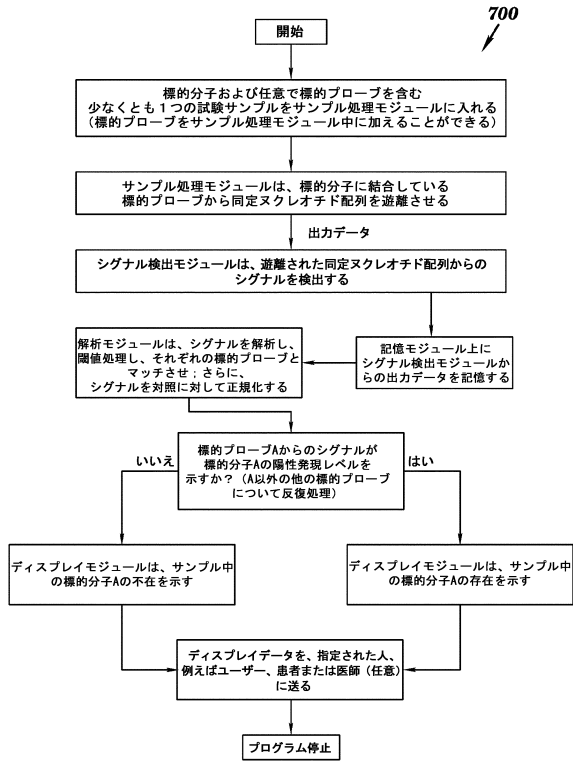 700
開始
標的分子および任意で標的プローブを含む
少なくとも1つの試験サンプルをサンプル処理モジュールに入れる
(標的プローブをサンプル処理モジュール中に加えることができる)
サンプル処理モジュールは、標的分子に結合している
標的プローブから同定ヌクレオチド配列を遊離させる
出力データ
シグナル検出モジュールは、遊離された同定ヌクレオチド配列からの
シグナルを検出する
記憶モジュール上に
シグナル検出モジュールか
らの出力データを記憶する
解析モジュールは、シグナルを解析し、
閾値処理し、それぞれの標的プローブと
マッチさせ;さらに、
シグナルを対照に対して正規化する
標的プローブAからのシグナルが
標的分子Aの陽性発現レベルを
示すか?(A以外の他の標的プローブ
について反復処理)
いいえ
はい
ディスプレイモジュールは、サンプル中
の標的分子Aの不在を示す
ディスプレイモジュールは、サンプル中
の標的分子Aの存在を示す
ディスプレイデータを、指定された人、
例えばユーザー、患者または医師(任意)
に送る
プログラム停止